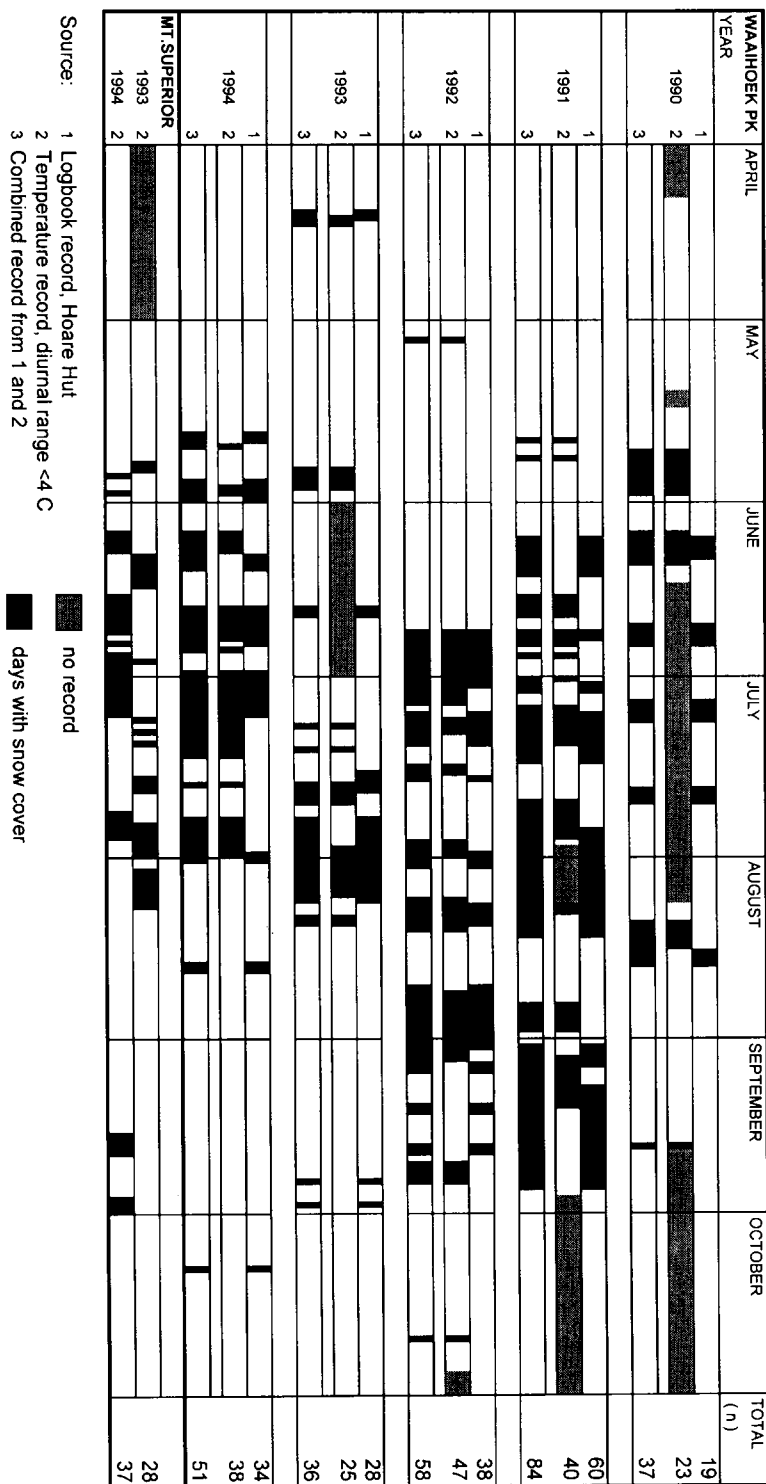 WAAIHOEK PK APRIL MAY JUNE JULY AUGUST SEPTEMBER OCTOBER TOTAL
YEAR (n)
1 19
1990 2 23
3 37
1 60
1991 2 40
3 84
1 38
1992 2 47
3 58
1 28
1993 2 25
3 36
1 34
1994 2 38
3 51
MT.SUPERIOR
1993 2 28
1994 2 37
Source: 1 Logbook record, Hoare Hut
2 Temperature record, diurnal range <4 C
3 Combined record from 1 and 2
no record
days with snow cover